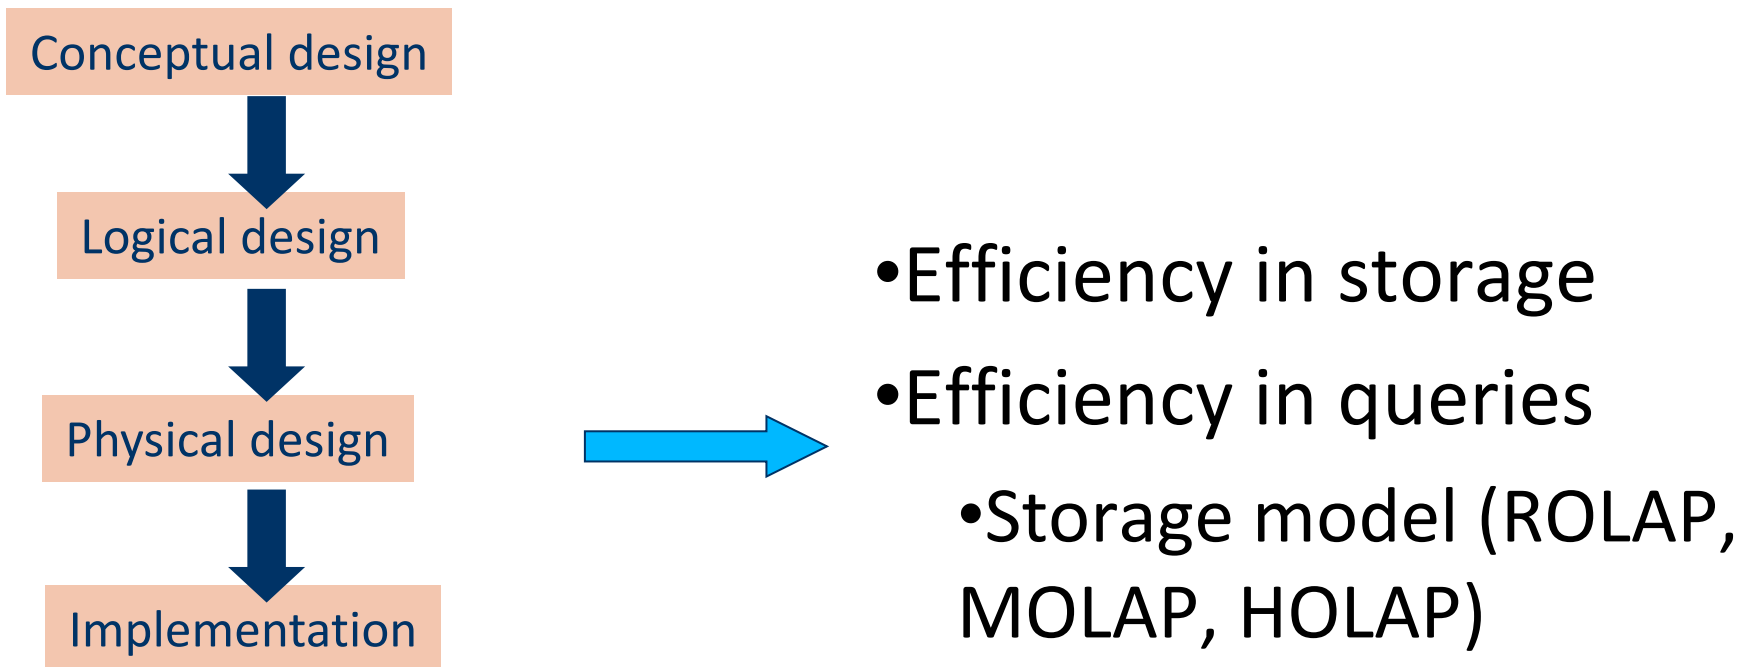 Conceptual design
Logical design
Physical design
Implementation
•Efficiency in storage
•Efficiency in queries
•Storage model (ROLAP,
MOLAP, HOLAP)